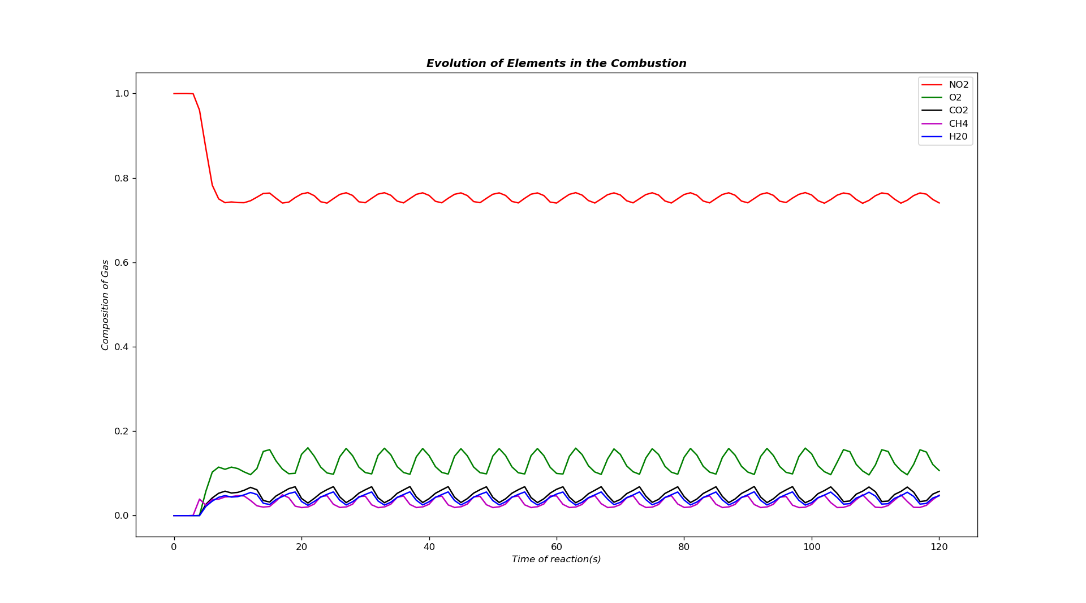 Evolution of Elements in the Combustion
NO2
O2
CO2
CH4
H20
Composition of Gas
1.0
0.8
0.6
0.4
0.2
0.0
0 20 40 60 80 100 120
Time of reaction(s)